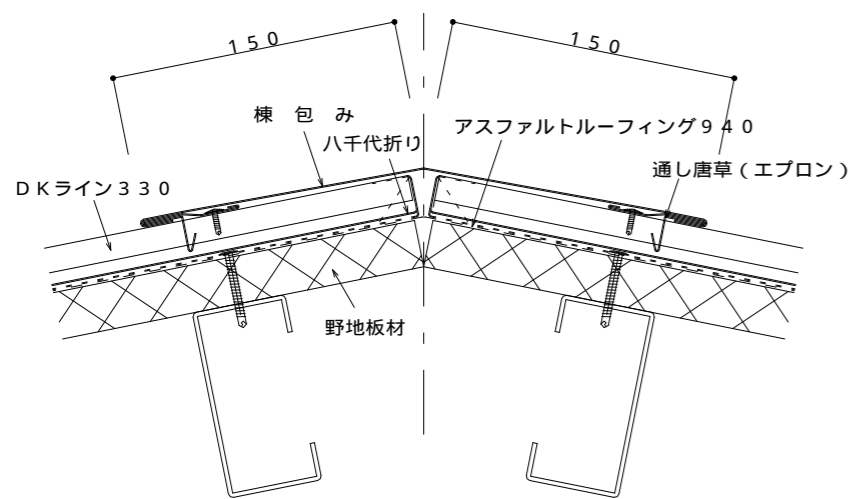 １５０
１５０
棟　包　み
八千代折り
アスファルトルーフィング９４０
通し唐草（エプロン）
ＤＫライン３３０
野地板材